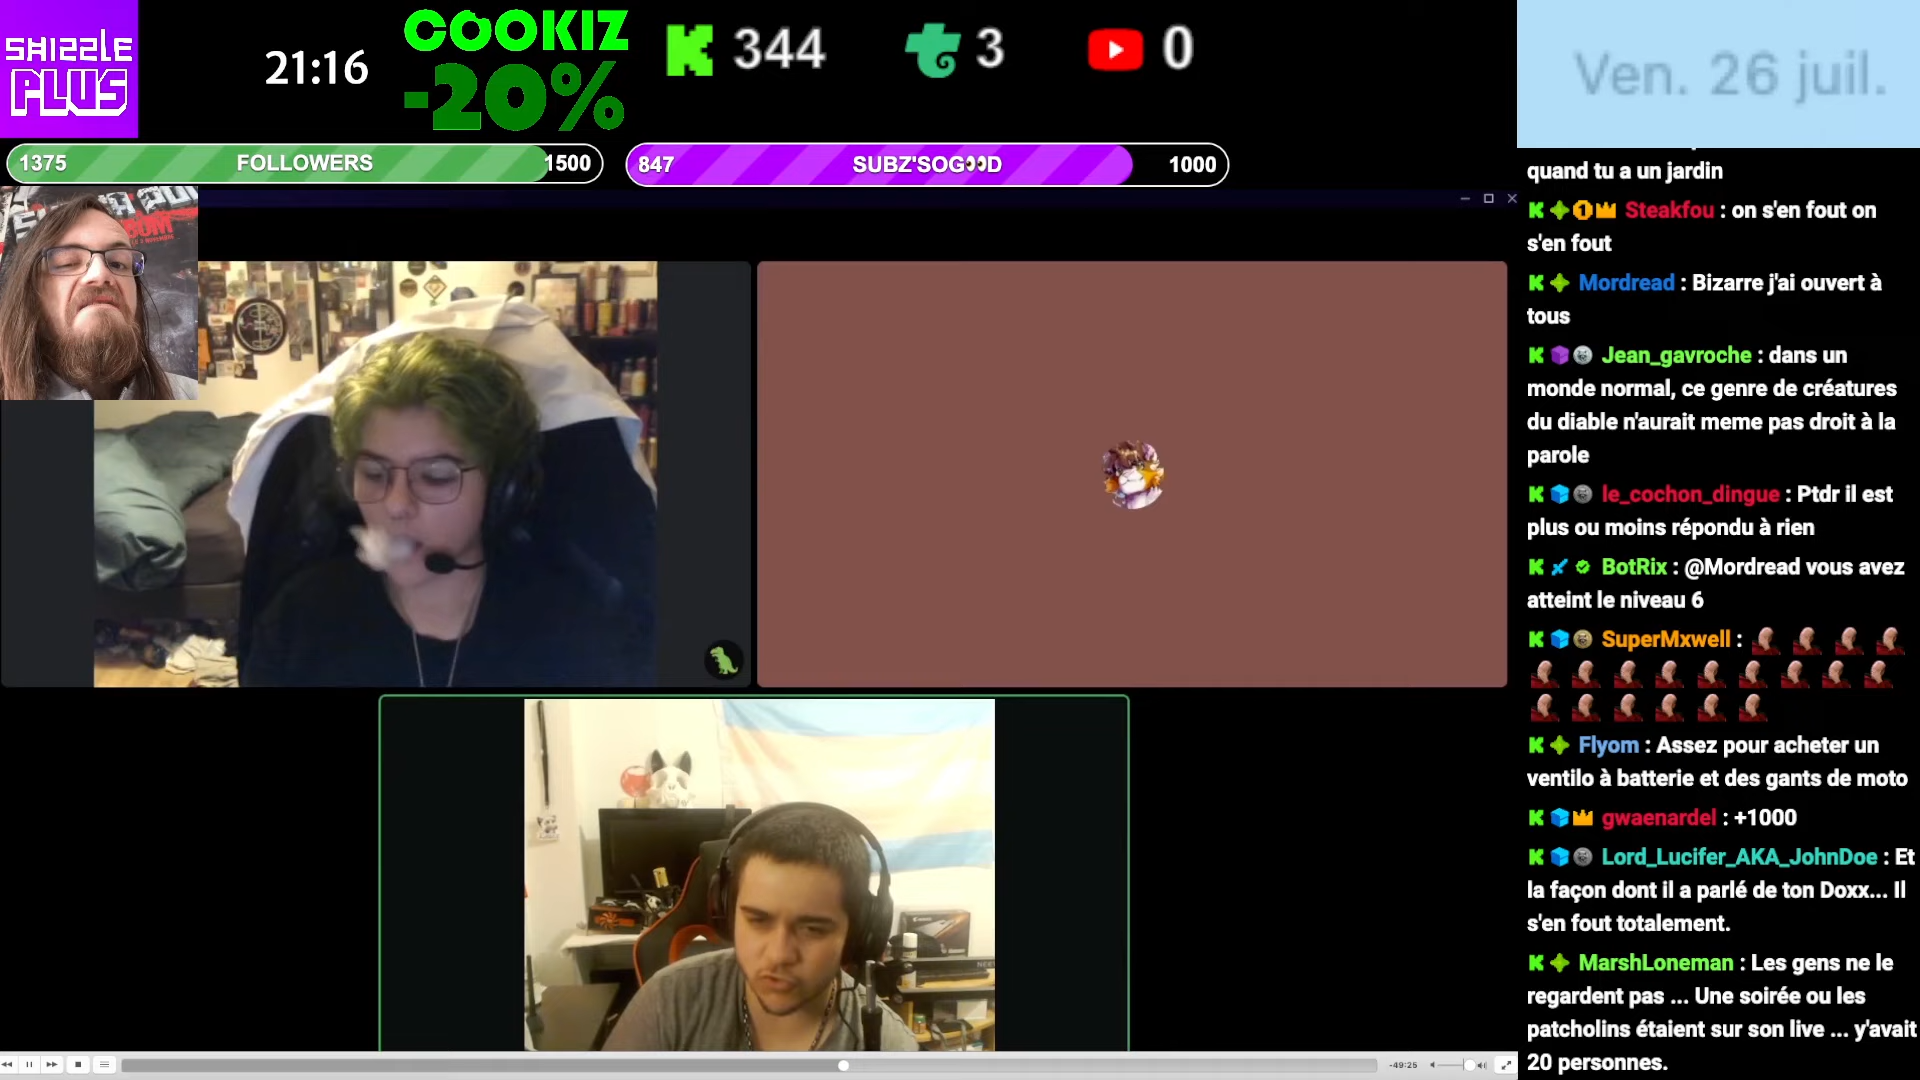 SHIZZLE
PLUS
21:16
COOKIZ
-20%
344
3
0
Ven. 26 juil.
1375 FOLLOWERS 1500
847 SUBZ'SOG👀D 1000
quand tu a un jardin
Steakfou : on s'en fout on
s'en fout
Mordread : Bizarre j'ai ouvert à
tous
Jean_gavroche : dans un
monde normal, ce genre de créatures
du diable n'aurait meme pas droit à la
parole
le_cochon_dingue : Ptdr il est
plus ou moins répondu à rien
BotRix : @Mordread vous avez
atteint le niveau 6
SuperMxwell :
Flyom : Assez pour acheter un
ventilo à batterie et des gants de moto
gwaenardel : +1000
Lord_Lucifer_AKA_JohnDoe : Et
la façon dont il a parlé de ton Doxx... Il
s'en fout totalement.
MarshLoneman : Les gens ne le
regardent pas ... Une soirée ou les
patcholins étaient sur son live ... y'avait
20 personnes.
-49:25